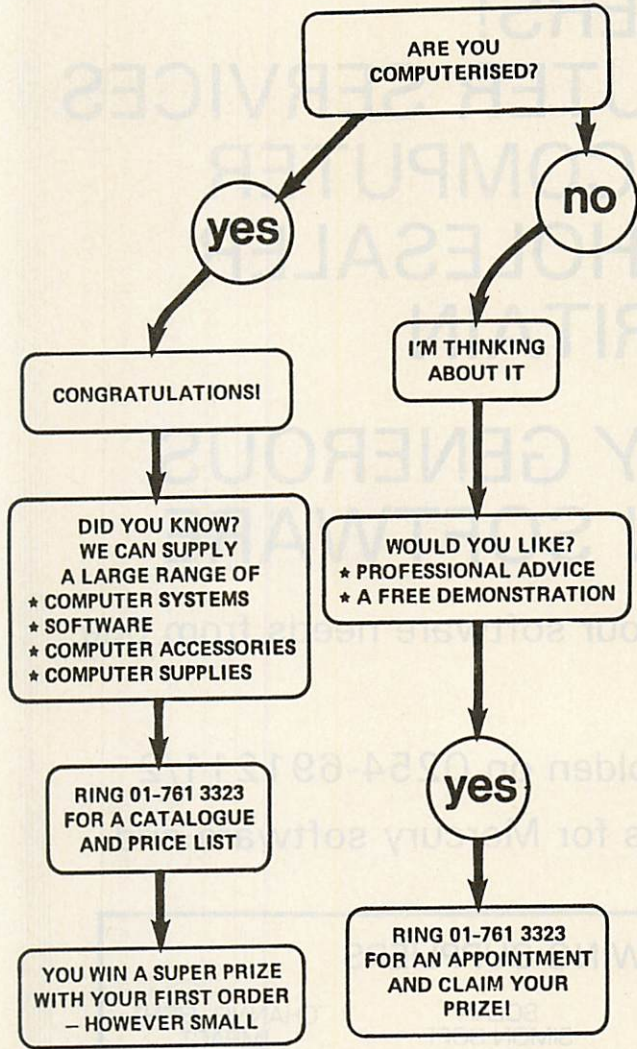 ARE YOU
COMPUTERISED?
yes
no
CONGRATULATIONS!
I'M THINKING
ABOUT IT
DID YOU KNOW?
WE CAN SUPPLY
A LARGE RANGE OF
* COMPUTER SYSTEMS
* SOFTWARE
* COMPUTER ACCESSORIES
* COMPUTER SUPPLIES
WOULD YOU LIKE?
* PROFESSIONAL ADVICE
* A FREE DEMONSTRATION
RING 01-761 3323
FOR A CATALOGUE
AND PRICE LIST
yes
YOU WIN A SUPER PRIZE
WITH YOUR FIRST ORDER
– HOWEVER SMALL
RING 01-761 3323
FOR AN APPOINTMENT
AND CLAIM YOUR
PRIZE!